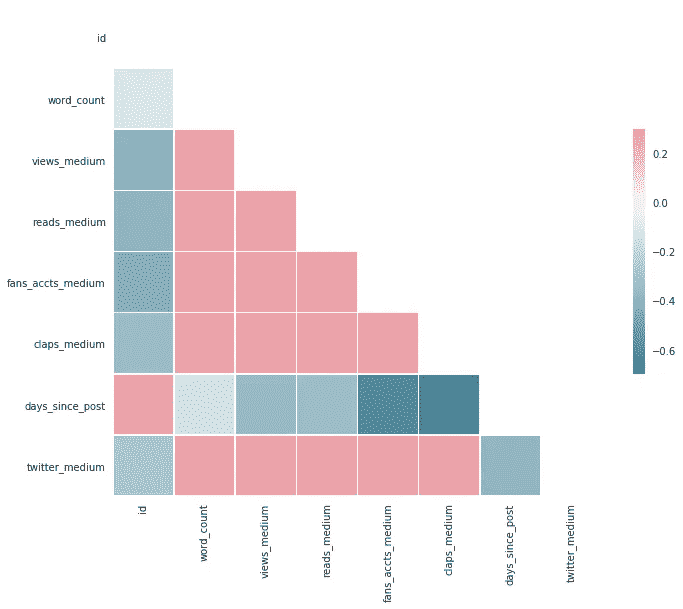 id
word_count
views_medium
reads_medium
fans_accts_medium
claps_medium
days_since_post
twitter_medium
0.2
0.0
−0.2
−0.4
−0.6
id
word_count
views_medium
reads_medium
fans_accts_medium
claps_medium
days_since_post
twitter_medium